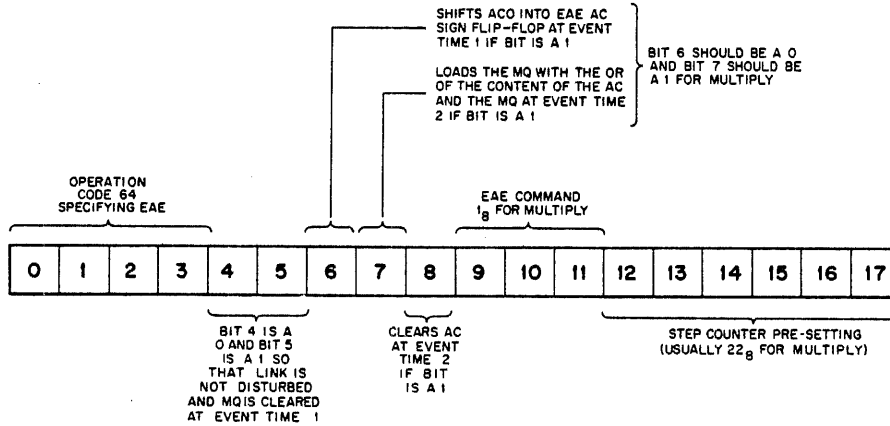 SHIFTS ACO INTO EAE AC
SIGN FLIP-FLOP AT EVENT
TIME 1 IF BIT IS A 1
LOADS THE MQ WITH THE OR
OF THE CONTENT OF THE AC
AND THE MQ AT EVENT TIME
2 IF BIT IS A 1
BIT 6 SHOULD BE A 0
AND BIT 7 SHOULD BE
A 1 FOR MULTIPLY
OPERATION
CODE 64
SPECIFYING EAE
EAE COMMAND
1₈ FOR MULTIPLY
0 1 2 3 4 5 6 7 8 9 10 11 12 13 14 15 16 17
BIT 4 IS A
0 AND BIT 5
IS A 1 SO
THAT LINK IS
NOT DISTURBED
AND MQ IS CLEARED
AT EVENT TIME 1
CLEARS AC
AT EVENT
TIME 2
IF BIT
IS A 1
STEP COUNTER PRE-SETTING
(USUALLY 22₈ FOR MULTIPLY)